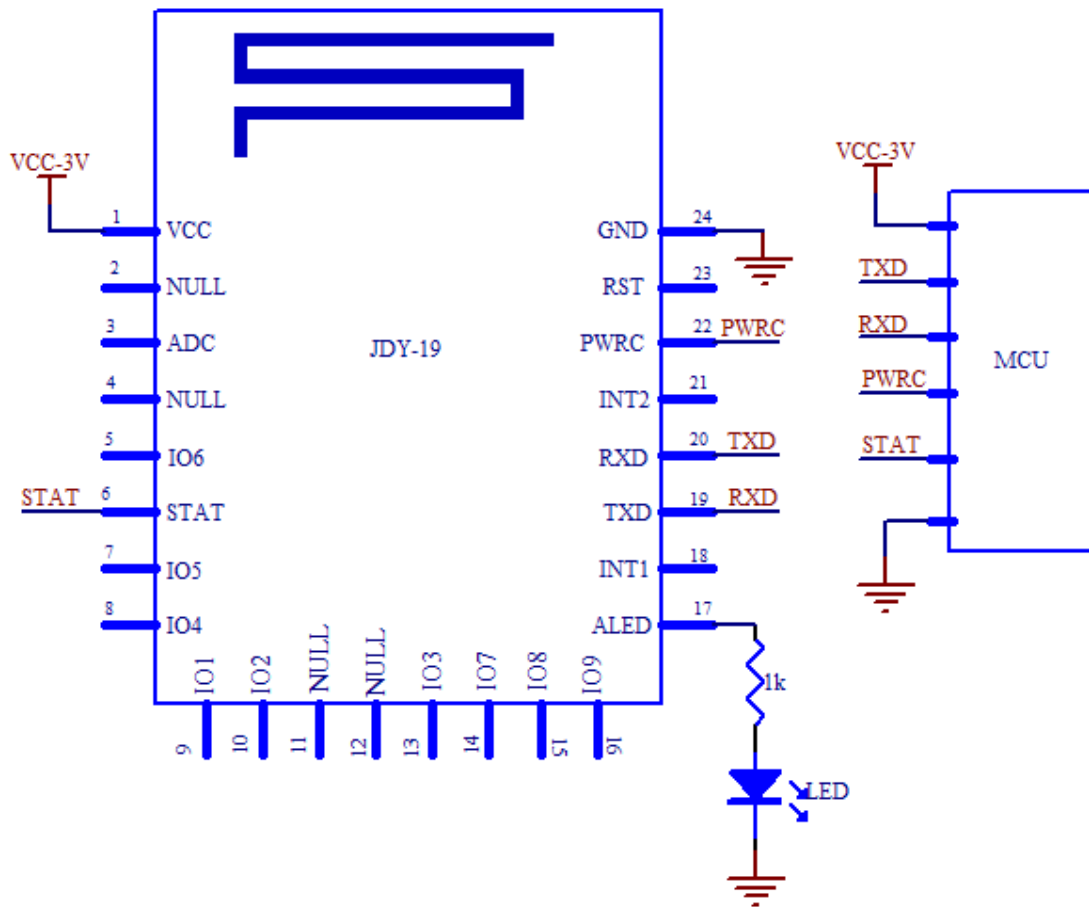 VCC-3V
1 VCC
2 NULL
3 ADC
4 NULL
5 IO6
STAT 6 STAT
7 IO5
8 IO4
JDY-19
GND 24
RST 23
PWRC 22 PWRC
INT2 21
RXD 20 TXD
TXD 19 RXD
INT1 18
ALED 17
IO1
IO2
NULL
NULL
IO3
IO7
IO8
IO9
9
10
11
12
13
14
15
16
1k
LED
VCC-3V
TXD
RXD
PWRC
STAT
MCU